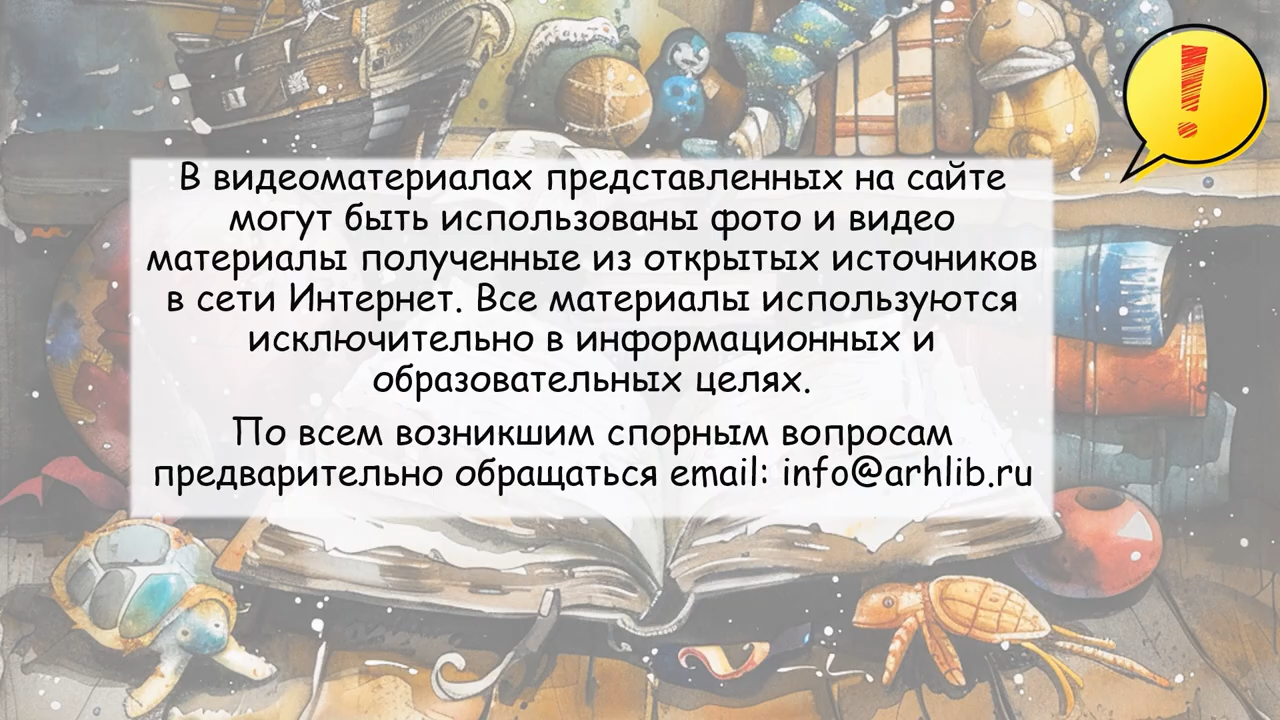 В видеоматериалах представленных на сайте
могут быть использованы фото и видео
материалы полученные из открытых источников
в сети Интернет. Все материалы используются
исключительно в информационных и
образовательных целях.
По всем возникшим спорным вопросам
предварительно обращаться email: info@arhlib.ru
!